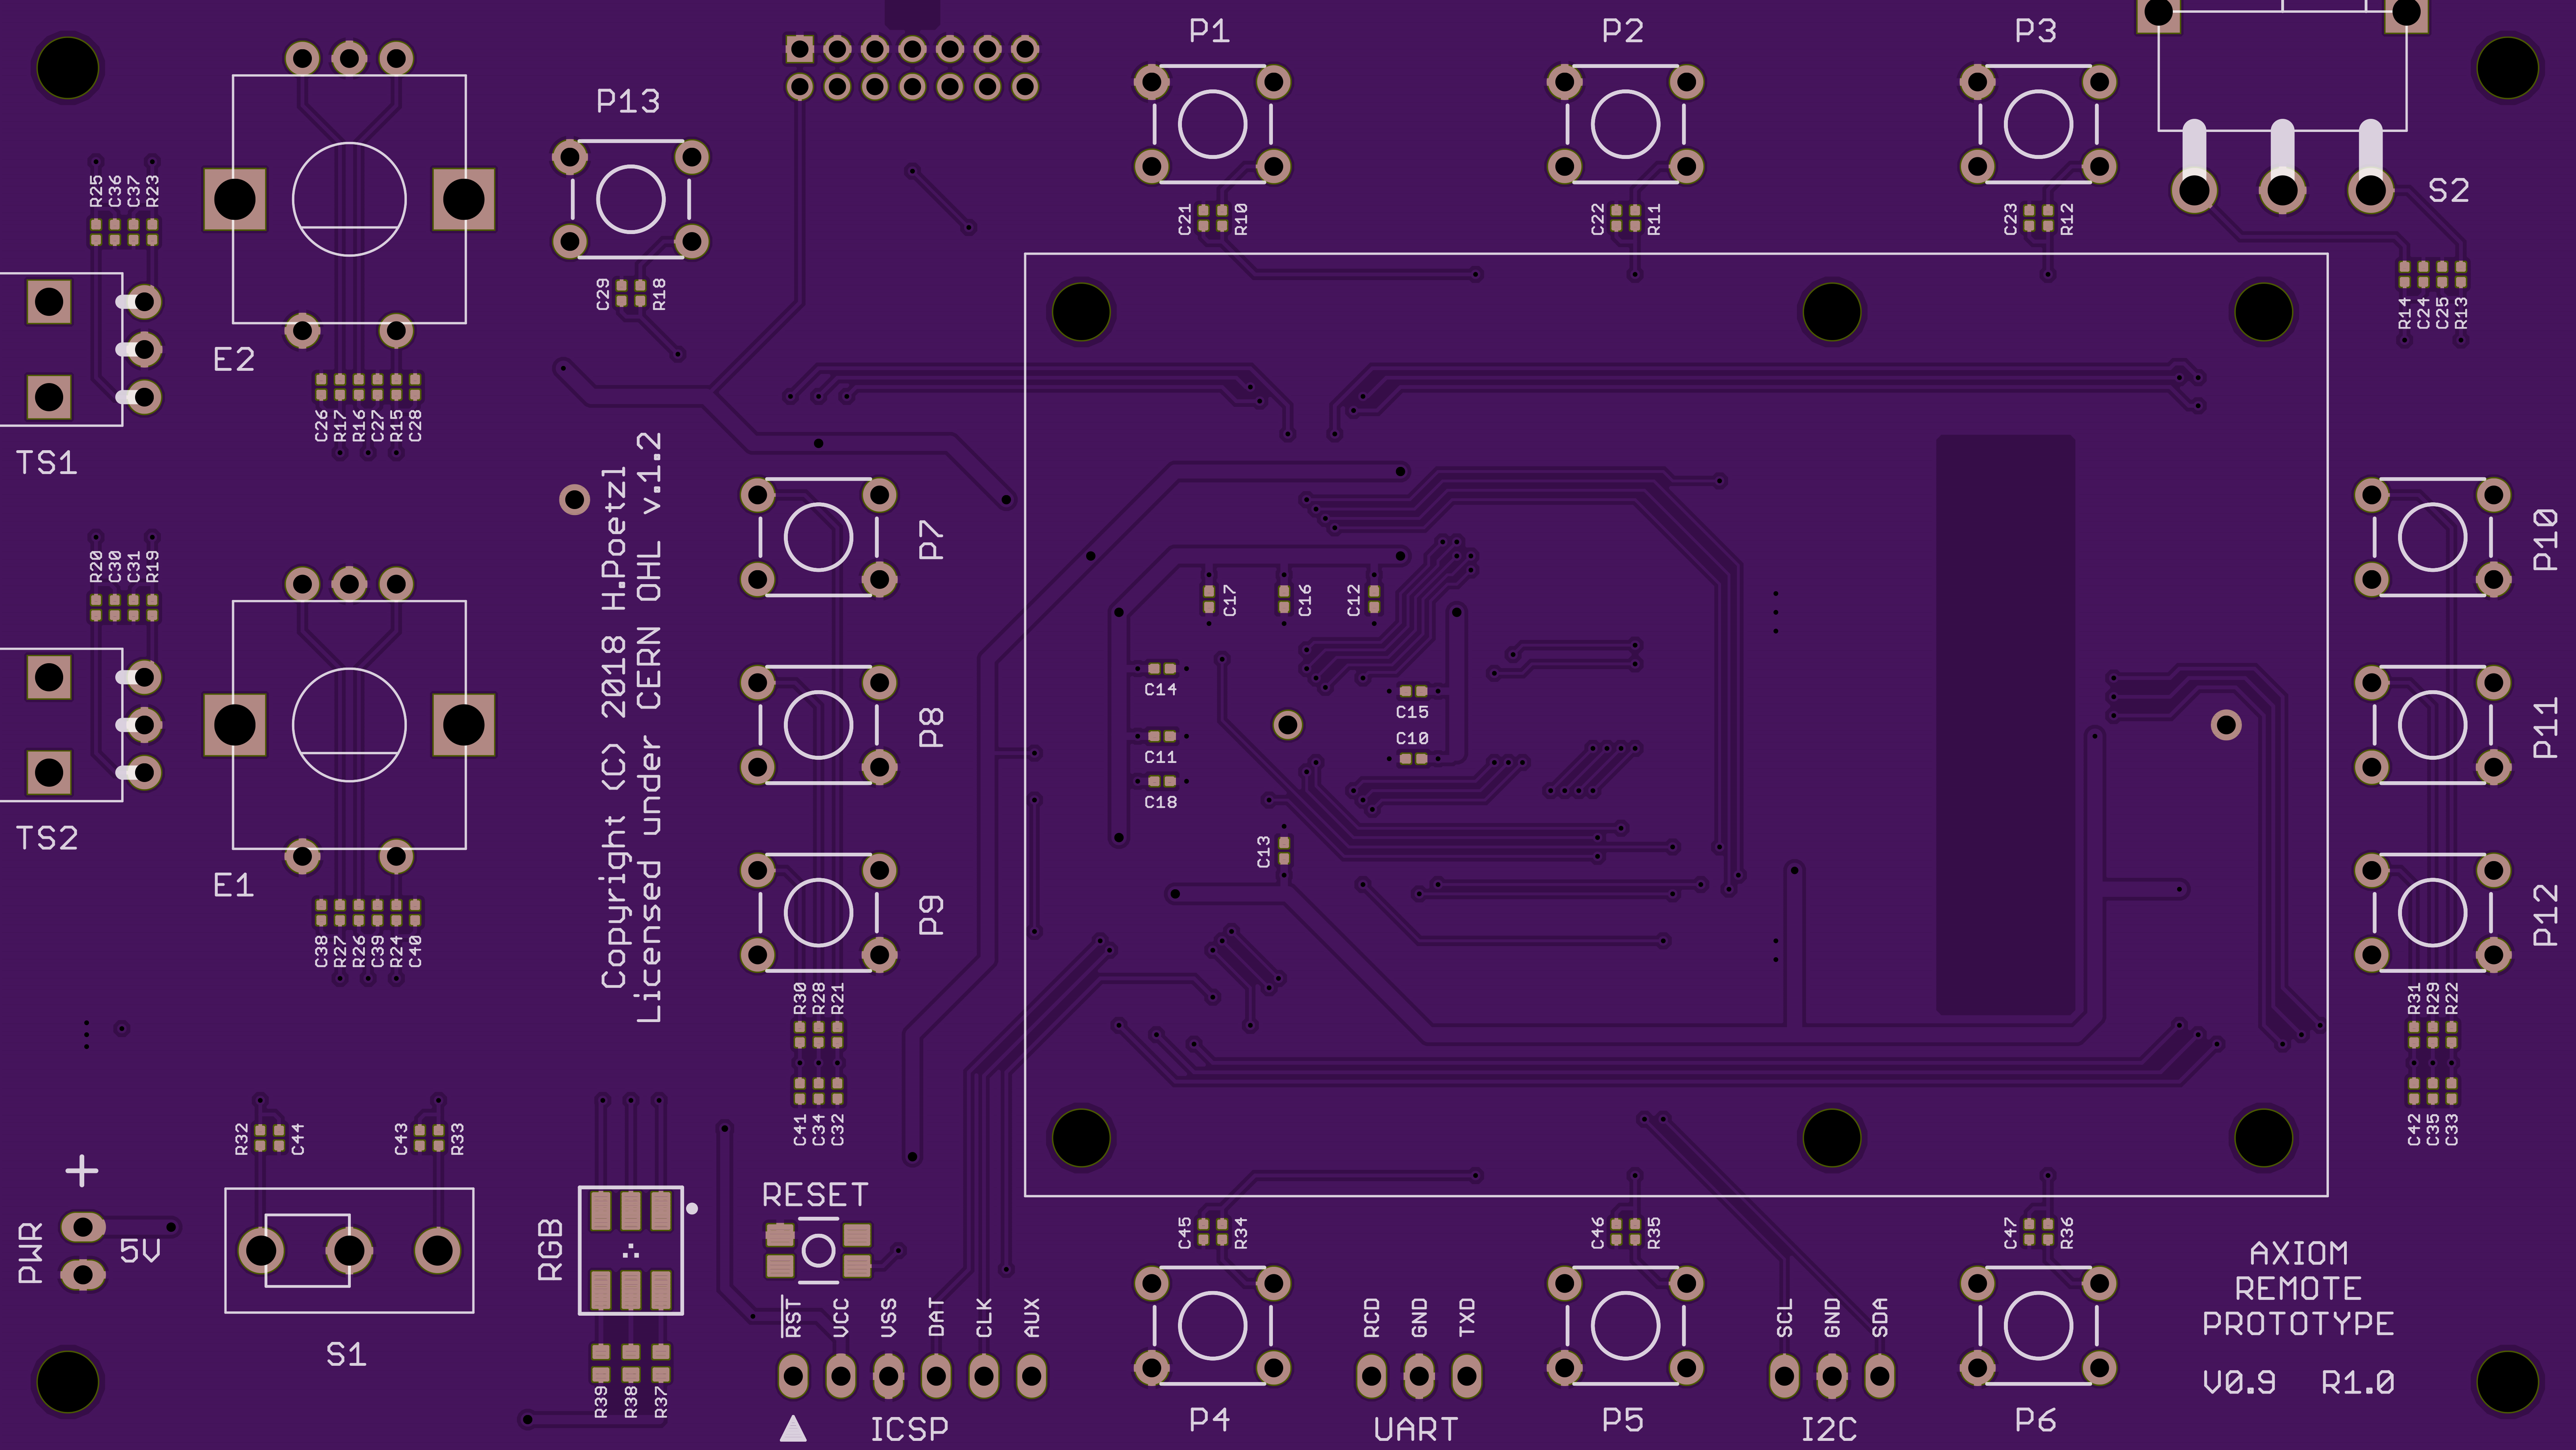 P1
P2
P3
P13
S2
R25
C36
C37
R23
C21
R10
C22
R11
C23
R12
C29
R18
R14
C24
C25
R13
E2
C26
R17
R16
C27
R15
C28
TS1
Copyright (C) 2018 H.Poetzl
Licensed under CERN OHL v.1.2
P7
P10
R20
C30
C31
R19
C17
C16
C12
C14
C15
C10
C11
C18
P8
P11
TS2
C13
E1
P9
P12
C38
R27
R26
C39
R24
C40
R30
R28
R21
R31
R29
R22
C41
C34
C32
C42
C35
C33
R32
C44
C43
R33
+
RESET
PWR
5V
RGB
C45
R34
C46
R35
C47
R36
AXIOM
REMOTE
PROTOTYPE
V0.9 R1.0
S1
RST
VCC
VSS
DAT
CLK
AUX
RCD
GND
TXD
SCL
GND
SDA
R39
R38
R37
ICSP
P4
UART
P5
I2C
P6